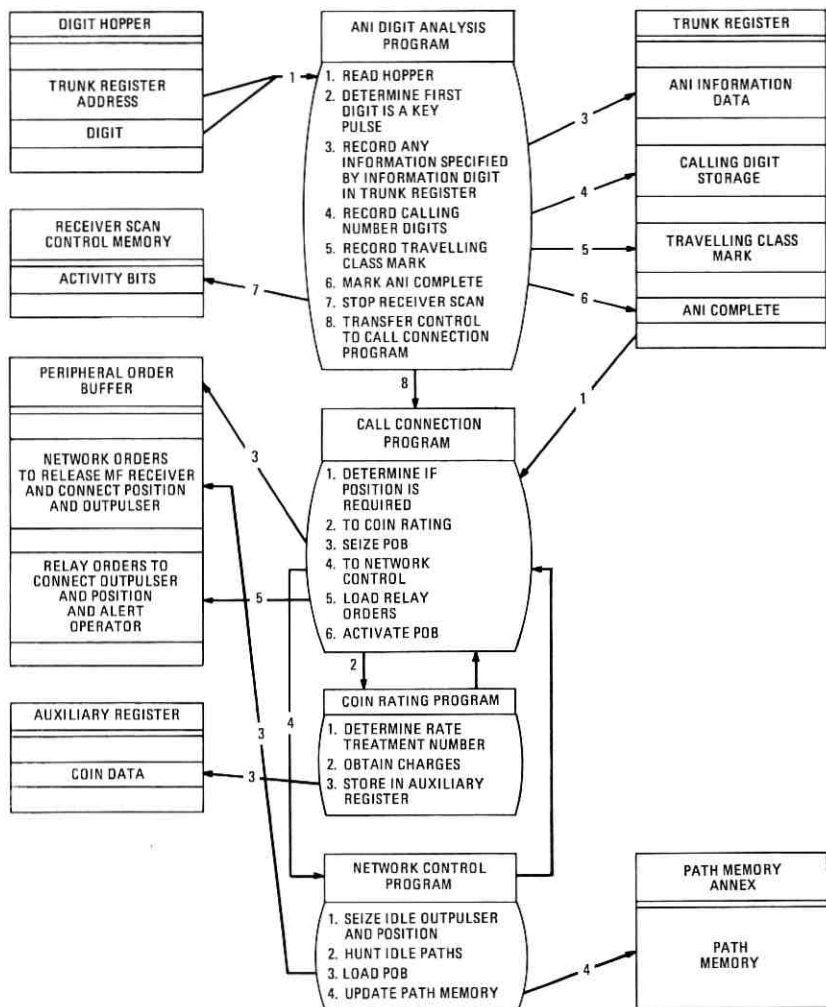 DIGIT HOPPER
TRUNK REGISTER
ADDRESS
DIGIT
1
ANI DIGIT ANALYSIS
PROGRAM
1. READ HOPPER
2. DETERMINE FIRST
DIGIT IS A KEY
PULSE
3. RECORD ANY
INFORMATION SPECIFIED
BY INFORMATION DIGIT
IN TRUNK REGISTER
4. RECORD CALLING
NUMBER DIGITS
5. RECORD TRAVELLING
CLASS MARK
6. MARK ANI COMPLETE
7. STOP RECEIVER SCAN
8. TRANSFER CONTROL
TO CALL CONNECTION
PROGRAM
3
4
5
6
TRUNK REGISTER
ANI INFORMATION
DATA
CALLING DIGIT
STORAGE
TRAVELLING CLASS
MARK
ANI COMPLETE
RECEIVER SCAN
CONTROL MEMORY
ACTIVITY BITS
7
8
1
PERIPHERAL ORDER
BUFFER
NETWORK ORDERS
TO RELEASE MF RECEIVER
AND CONNECT POSITION
AND OUTPULSER
RELAY ORDERS TO
CONNECT OUTPULSER
AND POSITION
AND ALERT
OPERATOR
3
5
CALL CONNECTION
PROGRAM
1. DETERMINE IF
POSITION IS
REQUIRED
2. TO COIN RATING
3. SEIZE POB
4. TO NETWORK
CONTROL
5. LOAD RELAY
ORDERS
6. ACTIVATE POB
2
4
3
AUXILIARY REGISTER
COIN DATA
3
COIN RATING PROGRAM
1. DETERMINE RATE
TREATMENT NUMBER
2. OBTAIN CHARGES
3. STORE IN AUXILIARY
REGISTER
NETWORK CONTROL
PROGRAM
1. SEIZE IDLE OUTPULSER
AND POSITION
2. HUNT IDLE PATHS
3. LOAD POB
4. UPDATE PATH MEMORY
4
PATH MEMORY
ANNEX
PATH
MEMORY